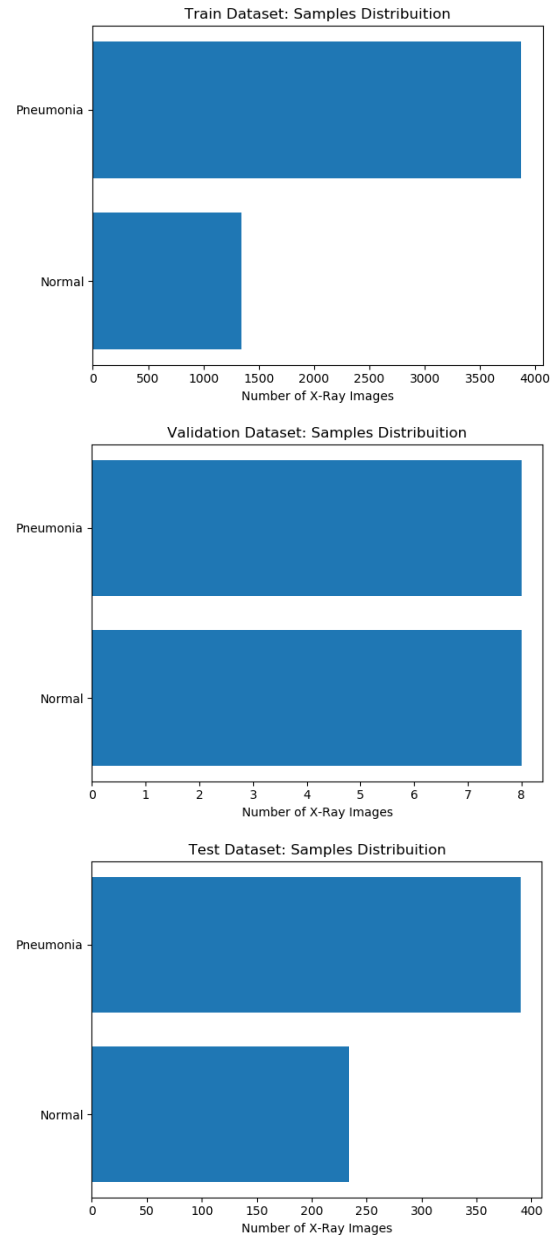 Train Dataset: Samples Distribuition
Pneumonia
Normal
0 500 1000 1500 2000 2500 3000 3500 4000
Number of X-Ray Images
Validation Dataset: Samples Distribuition
Pneumonia
Normal
0 1 2 3 4 5 6 7 8
Number of X-Ray Images
Test Dataset: Samples Distribuition
Pneumonia
Normal
0 50 100 150 200 250 300 350 400
Number of X-Ray Images